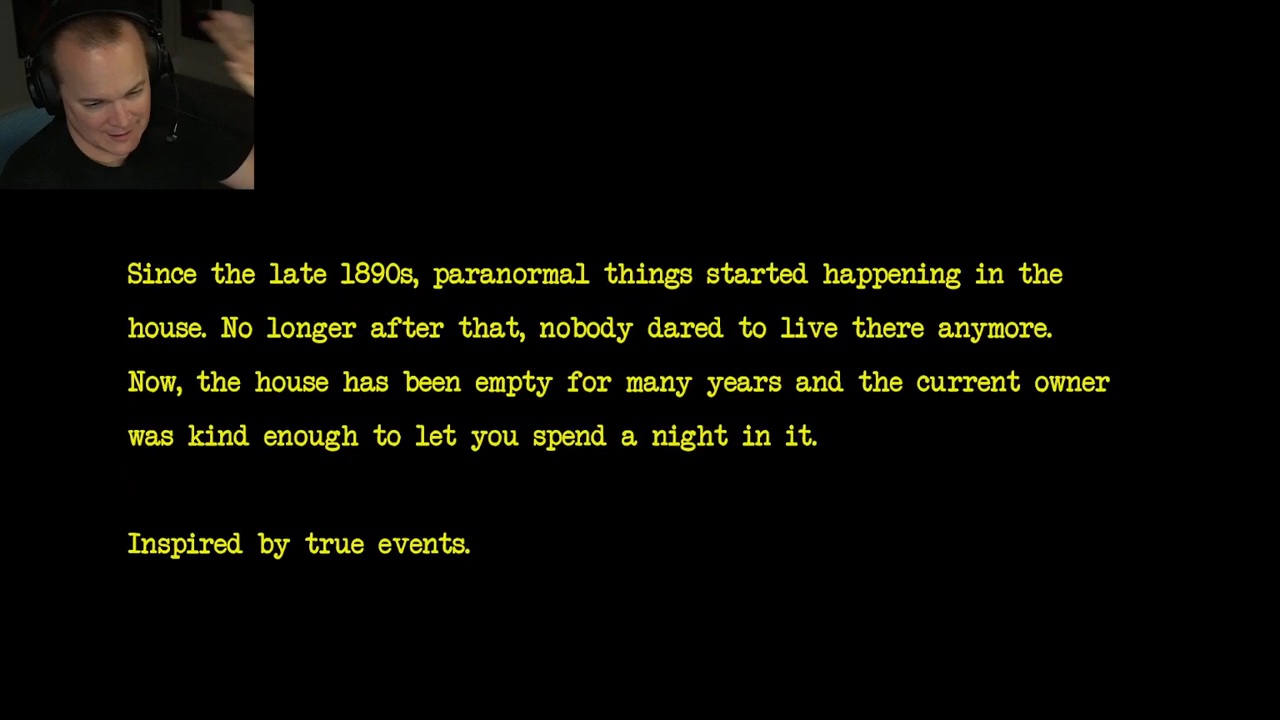 Since the late 1890s, paranormal things started happening in the
house. No longer after that, nobody dared to live there anymore.
Now, the house has been empty for many years and the current owner
was kind enough to let you spend a night in it.
Inspired by true events.